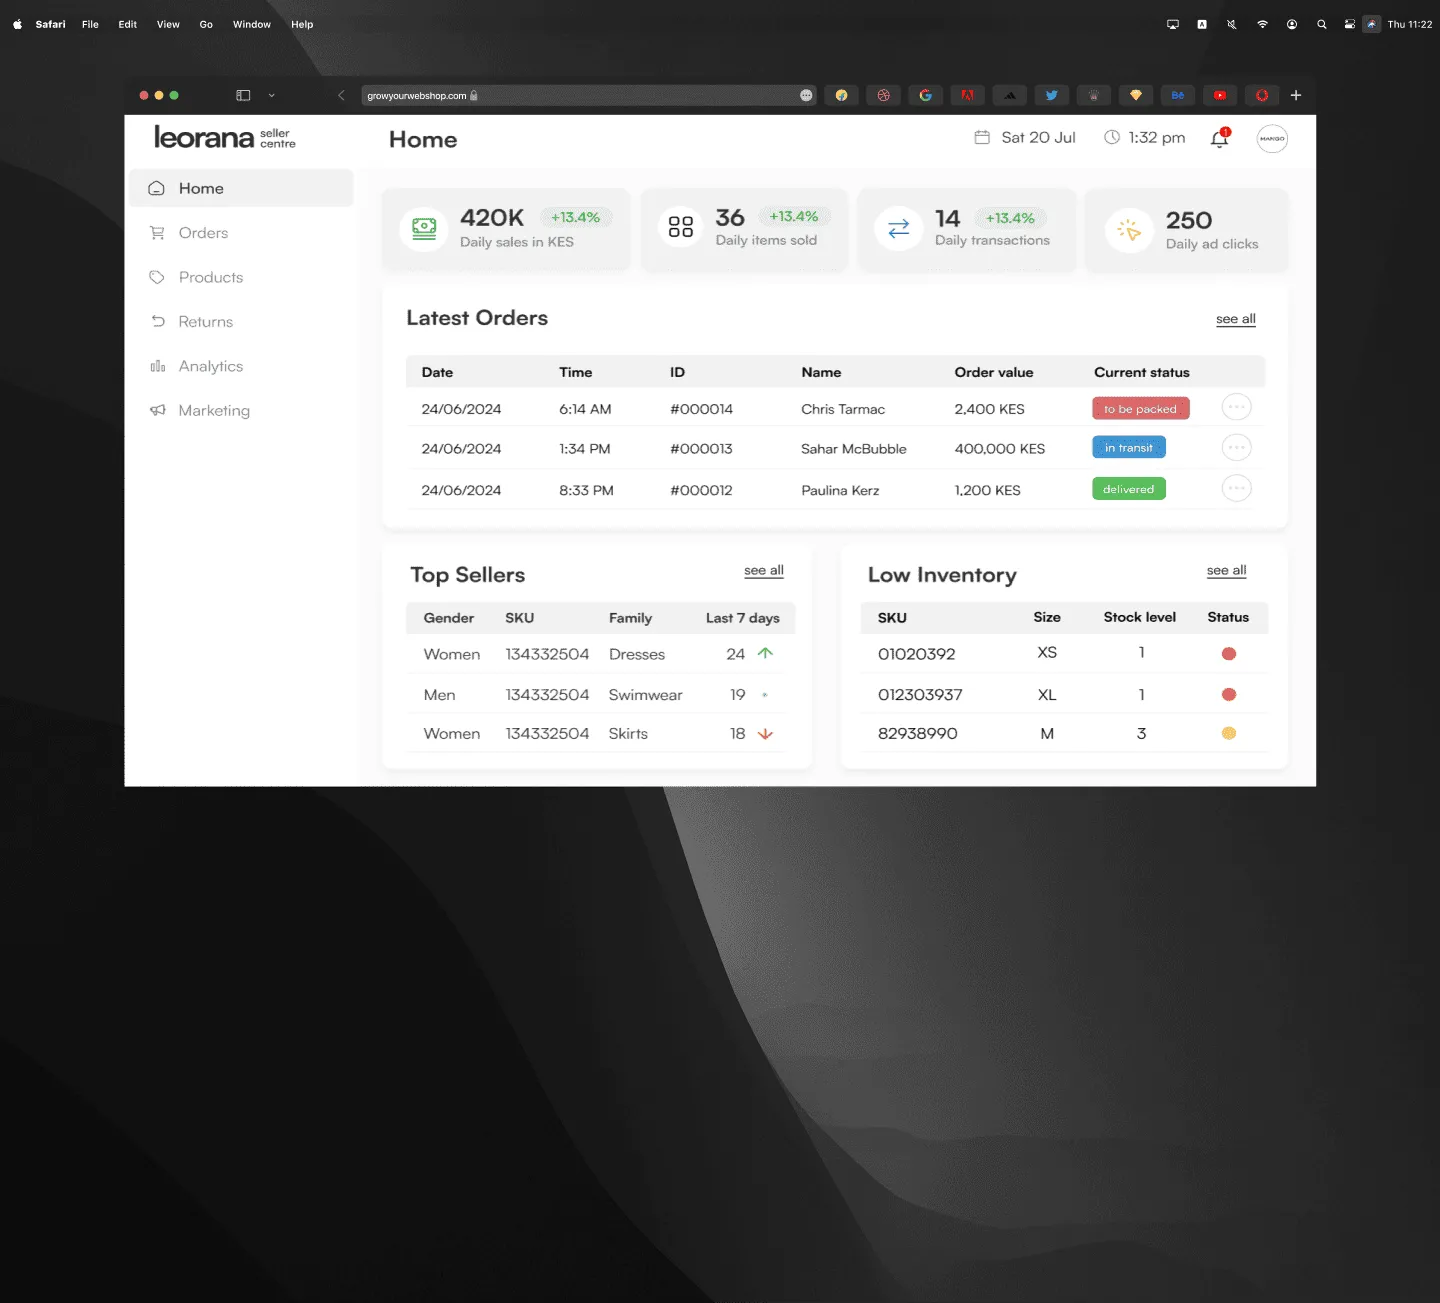 Safari File Edit View Go Window Help
A
Thu 11:22
growyourwebshop.com
Bē
leorana seller centre
Home
Sat 20 Jul
1:32 pm
1
MANGO
Home
Orders
Products
Returns
Analytics
Marketing
420K +13.4%
Daily sales in KES
36 +13.4%
Daily items sold
14 +13.4%
Daily transactions
250
Daily ad clicks
Latest Orders
see all
Date Time ID Name Order value Current status
24/06/2024 6:14 AM #000014 Chris Tarmac 2,400 KES to be packed
24/06/2024 1:34 PM #000013 Sahar McBubble 400,000 KES in transit
24/06/2024 8:33 PM #000012 Paulina Kerz 1,200 KES delivered
Top Sellers
see all
Gender SKU Family Last 7 days
Women 134332504 Dresses 24
Men 134332504 Swimwear 19
Women 134332504 Skirts 18
Low Inventory
see all
SKU Size Stock level Status
01020392 XS 1
012303937 XL 1
82938990 M 3